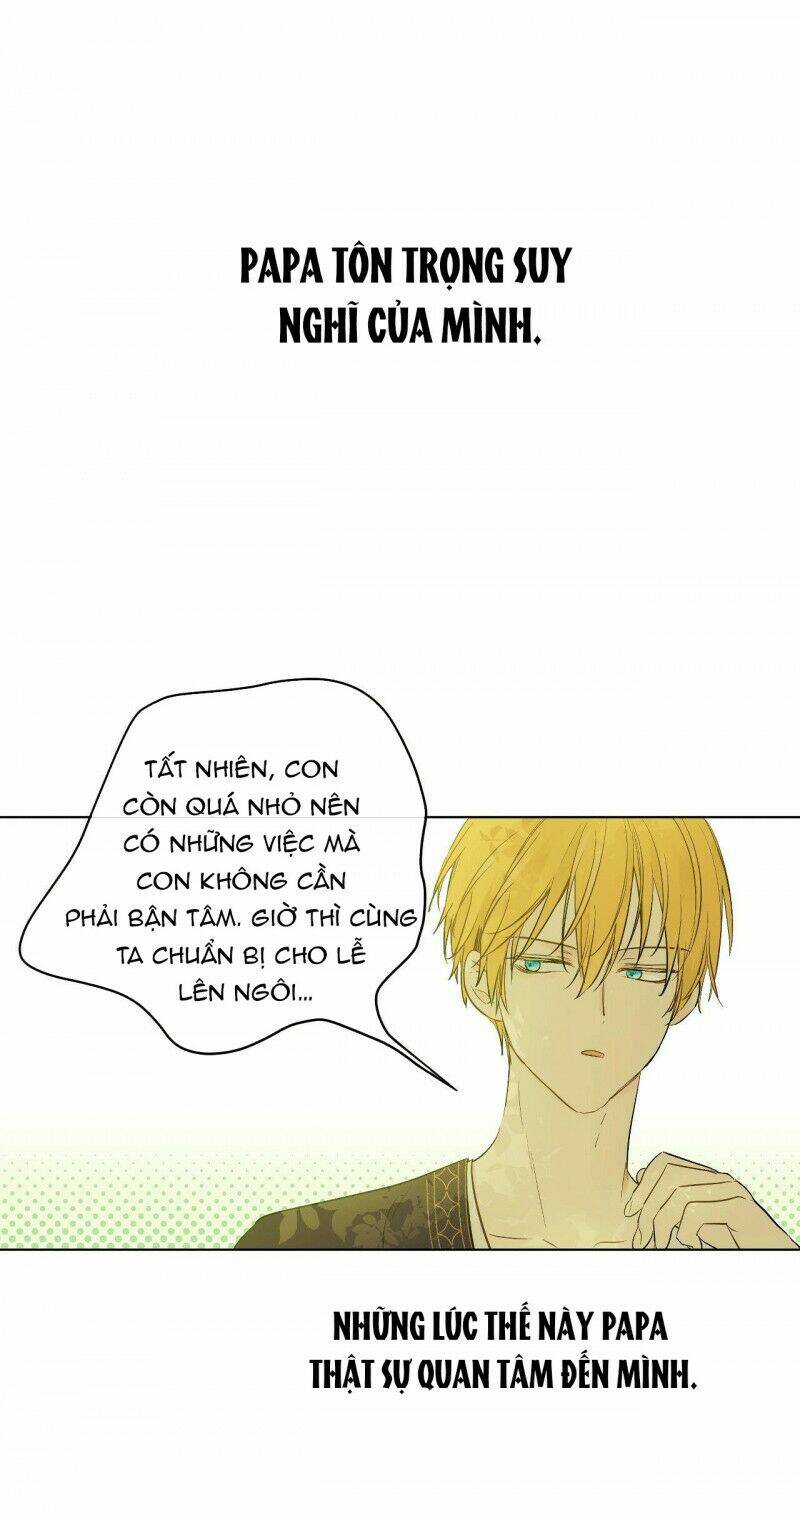 PAPA TÔN TRỌNG SUY
NGHĨ CỦA MÌNH.
TẤT NHIÊN, CON
CÒN QUÁ NHỎ NÊN
CÓ NHỮNG VIỆC MÀ
CON KHÔNG CẦN
PHẢI BẬN TÂM. GIỜ THÌ CÙNG
TA CHUẨN BỊ CHO LỄ
LÊN NGÔI...
NHỮNG LÚC THẾ NÀY PAPA
THẬT SỰ QUAN TÂM ĐẾN MÌNH.